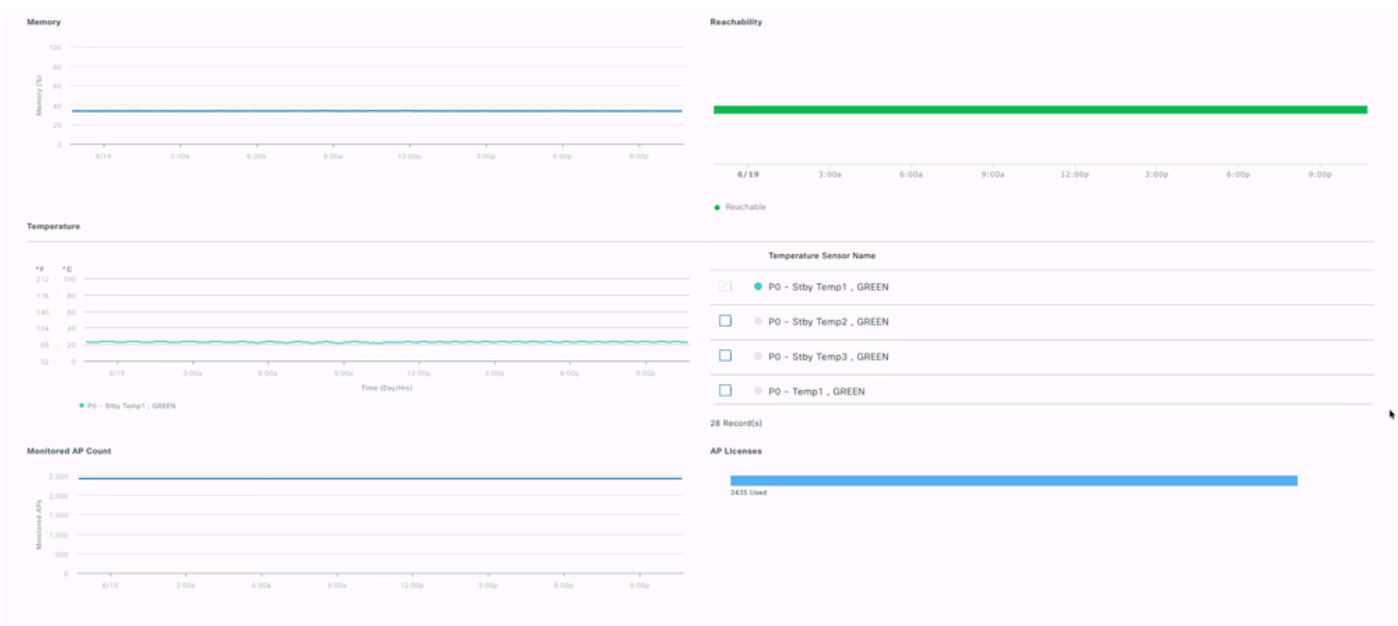 Memory
Memory (%)
100
80
60
40
20
0
6/19 3:00a 6:00a 9:00a 12:00p 3:00p 6:00p 9:00p
Reachability
6/19 3:00a 6:00a 9:00a 12:00p 3:00p 6:00p 9:00p
Reachable
Temperature
°F °C
212 100
176 80
140 60
104 40
68 20
0
6/19 3:00a 6:00a 9:00a 12:00p 3:00p 6:00p 9:00p
Time (Day/Hrs)
P0 - Stby Temp1 , GREEN
Temperature Sensor Name
P0 - Stby Temp1 , GREEN
P0 - Stby Temp2 , GREEN
P0 - Stby Temp3 , GREEN
P0 - Temp1 , GREEN
28 Record(s)
Monitored AP Count
Monitored APs
2,500
2,000
1,500
1,000
500
0
6/19 3:00a 6:00a 9:00a 12:00p 3:00p 6:00p 9:00p
AP Licenses
2435 Used